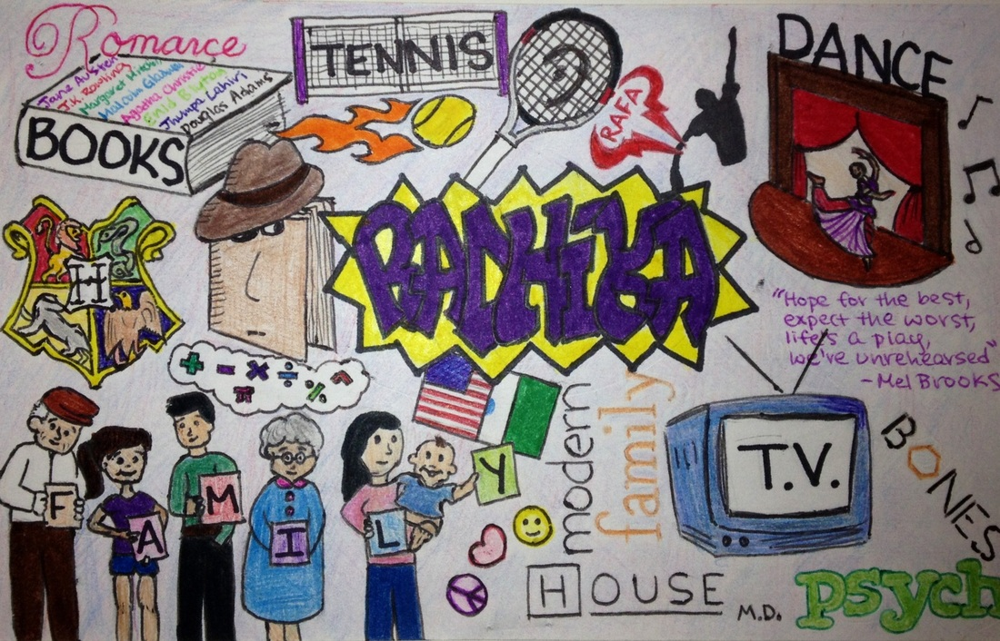 Romance
Jane Austen
J.K. Rowling
Margaret Mitchell
Malcolm Gladwell
Agatha Christie
Enid Blyton
Jhumpa Lahiri
Douglas Adams
BOOKS
TENNIS
RAFA
DANCE
H
RADHIKA
"Hope for the best,
expect the worst,
life's a play,
we're unrehearsed"
-Mel Brooks
+ - × ÷ ^
π %
F A M I L Y
modern
family
T.V.
BONES
HOUSE M.D.
psych